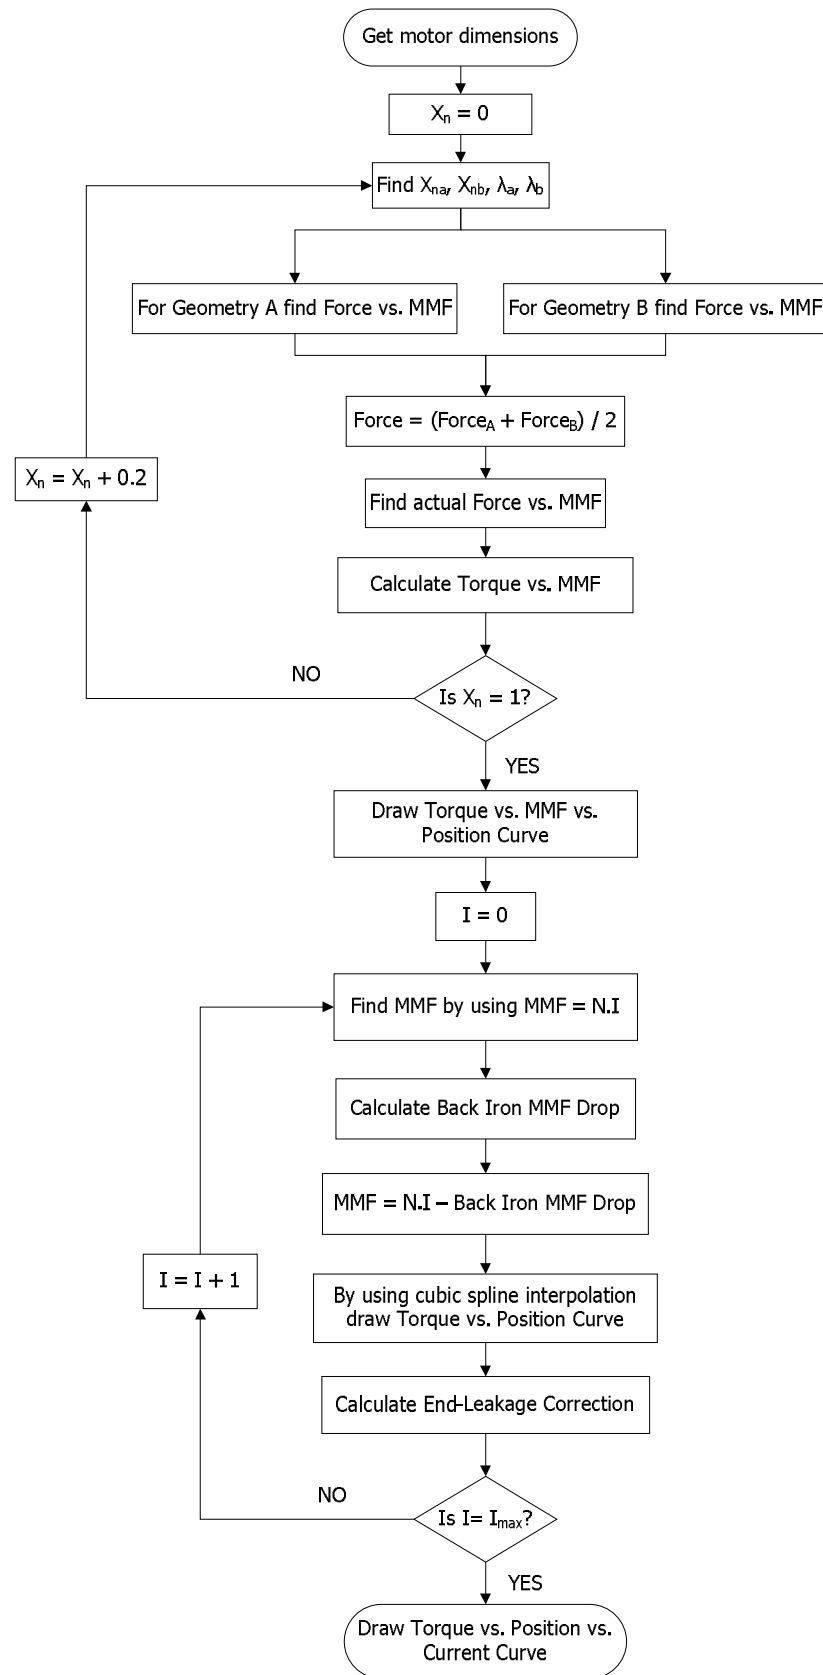 Get motor dimensions
Xₙ = 0
Find Xₙₐ, Xₙb, λₐ, λb
For Geometry A find Force vs. MMF
For Geometry B find Force vs. MMF
Force = (Force_A + Force_B) / 2
Xₙ = Xₙ + 0.2
Find actual Force vs. MMF
Calculate Torque vs. MMF
NO
Is Xₙ = 1?
YES
Draw Torque vs. MMF vs.
Position Curve
I = 0
Find MMF by using MMF = N.I
Calculate Back Iron MMF Drop
MMF = N.I – Back Iron MMF Drop
I = I + 1
By using cubic spline interpolation
draw Torque vs. Position Curve
Calculate End-Leakage Correction
NO
Is I= Iₘₐₓ?
YES
Draw Torque vs. Position vs.
Current Curve